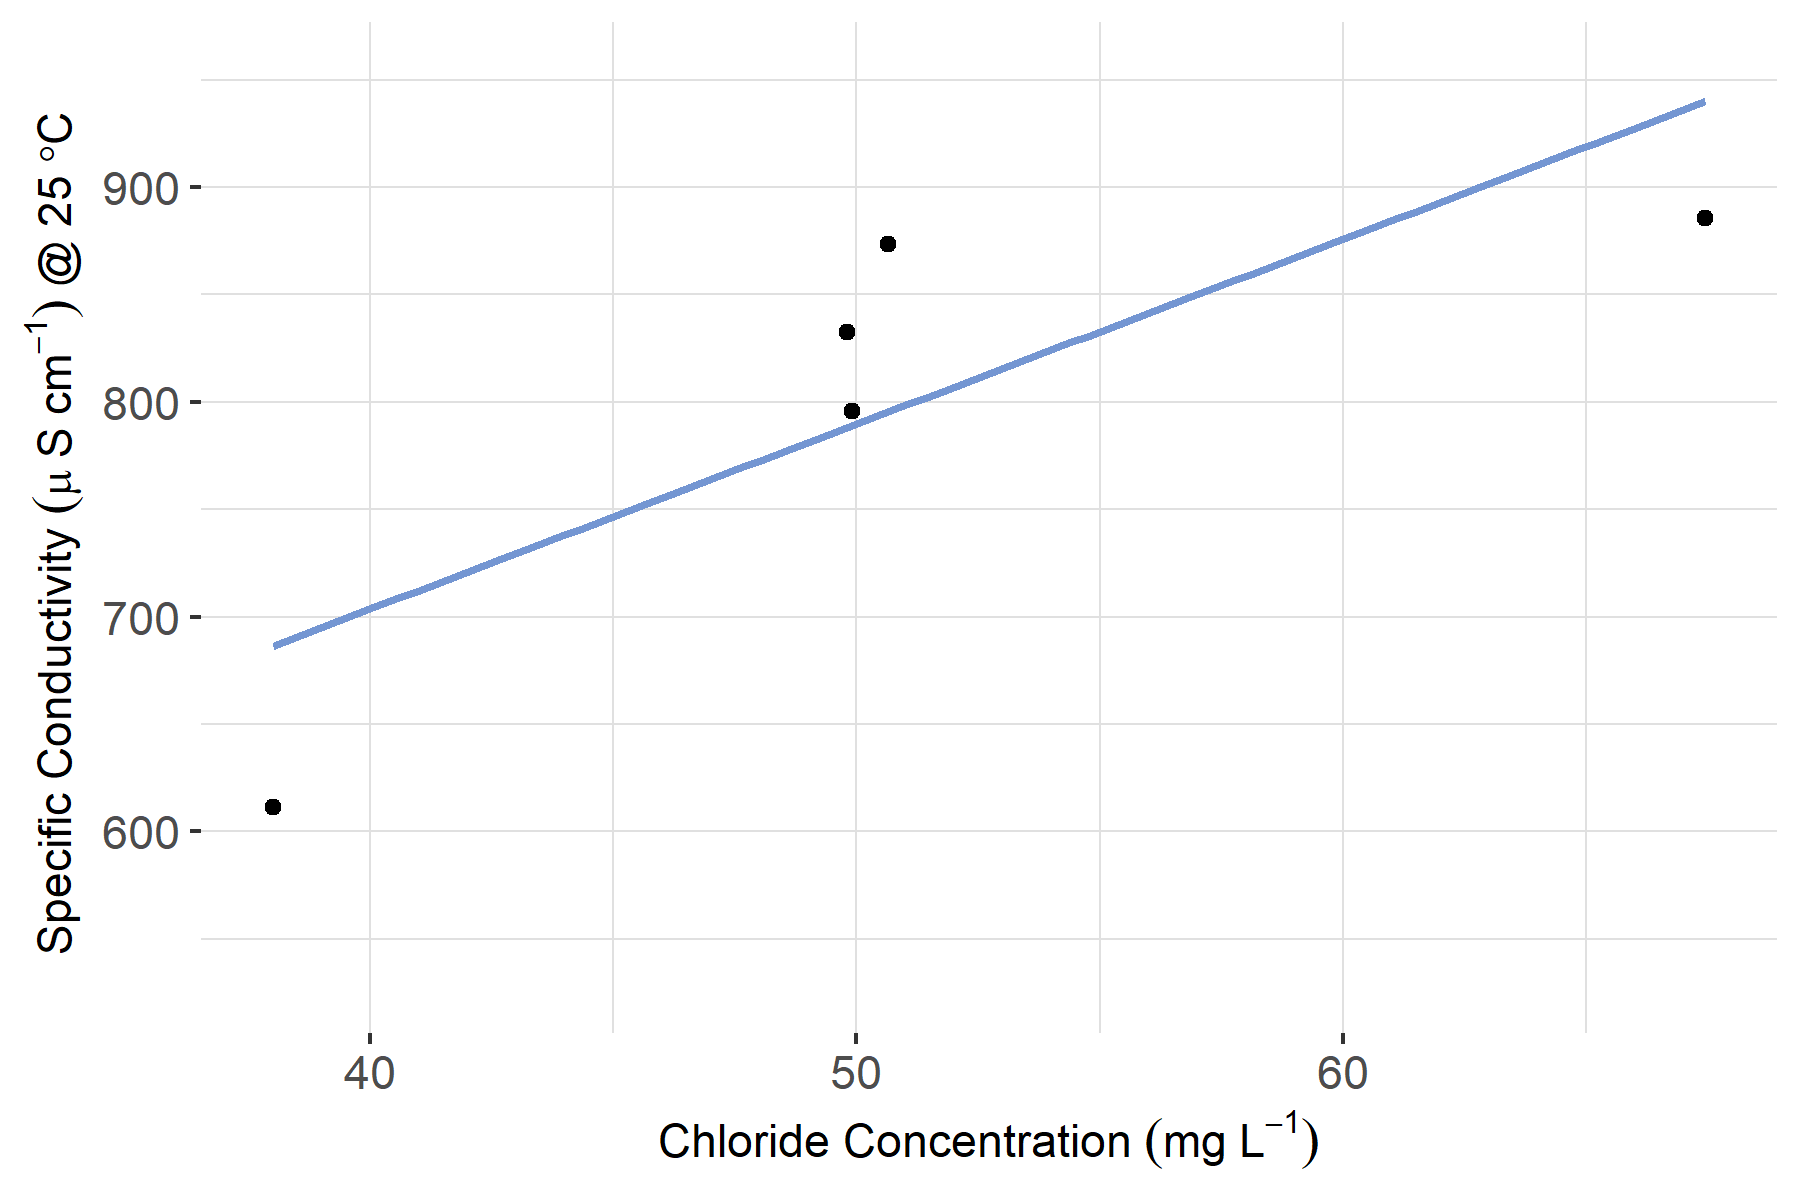 Specific Conductivity (μ S cm⁻¹) @ 25 °C
900
800
700
600
40 50 60
Chloride Concentration (mg L⁻¹)